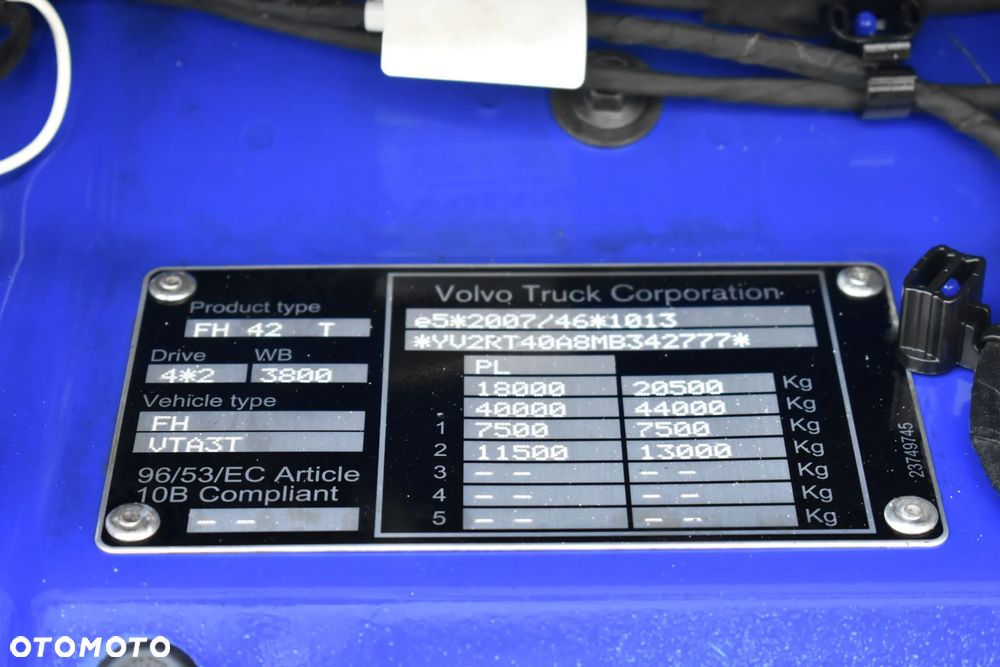 Product type
FH 42 T
Drive WB
4*2 3800
Vehicle type
FH
VTA3T
96/53/EC Article
10B Compliant
-- --
Volvo Truck Corporation
e5*2007/46*1013
*YV2RT40A8MB342777*
PL
18000 20500 Kg
- 40000 44000 Kg
1 7500 7500 Kg
2 11500 13000 Kg
3 -- -- -- -- Kg
4 -- -- -- -- Kg
5 -- -- -- -- Kg
23749745
OTOMOTO